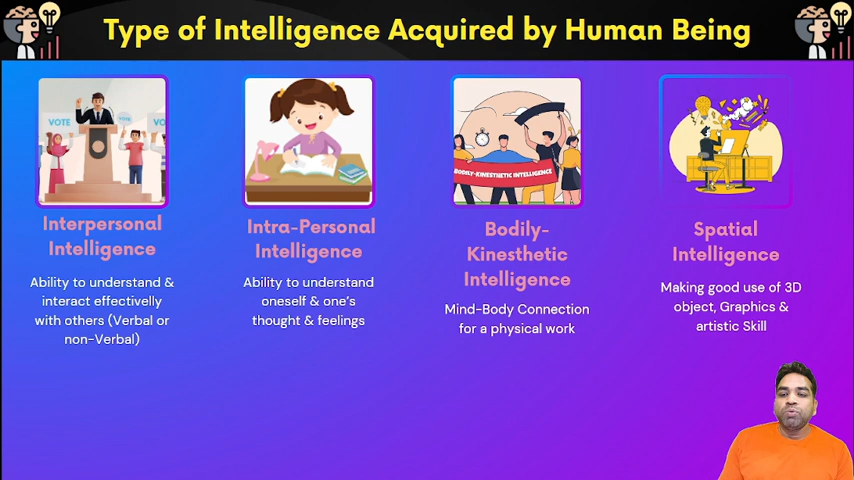 Type of Intelligence Acquired by Human Being
VOTE
VOTE
VO
BODILY-KINESTHETIC INTELLIGENCE
Interpersonal
Intelligence
Ability to understand &
interact effectivelly
with others (Verbal or
non-Verbal)
Intra-Personal
Intelligence
Ability to understand
oneself & one's
thought & feelings
Bodily-
Kinesthetic
Intelligence
Mind-Body Connection
for a physical work
Spatial
Intelligence
Making good use of 3D
object, Graphics &
artistic Skill